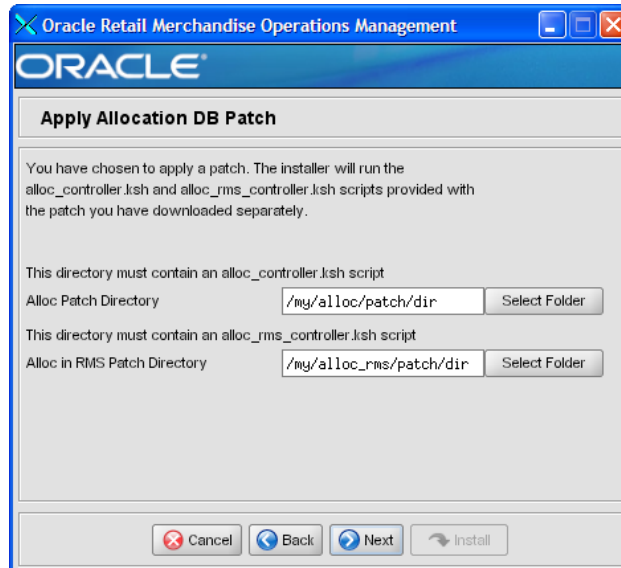 Oracle Retail Merchandise Operations Management
ORACLE®
Apply Allocation DB Patch
You have chosen to apply a patch. The installer will run the
alloc_controller.ksh and alloc_rms_controller.ksh scripts provided with
the patch you have downloaded separately.
This directory must contain an alloc_controller.ksh script
Alloc Patch Directory
/my/alloc/patch/dir
Select Folder
This directory must contain an alloc_rms_controller.ksh script
Alloc in RMS Patch Directory
/my/alloc_rms/patch/dir
Select Folder
Cancel
Back
Next
Install